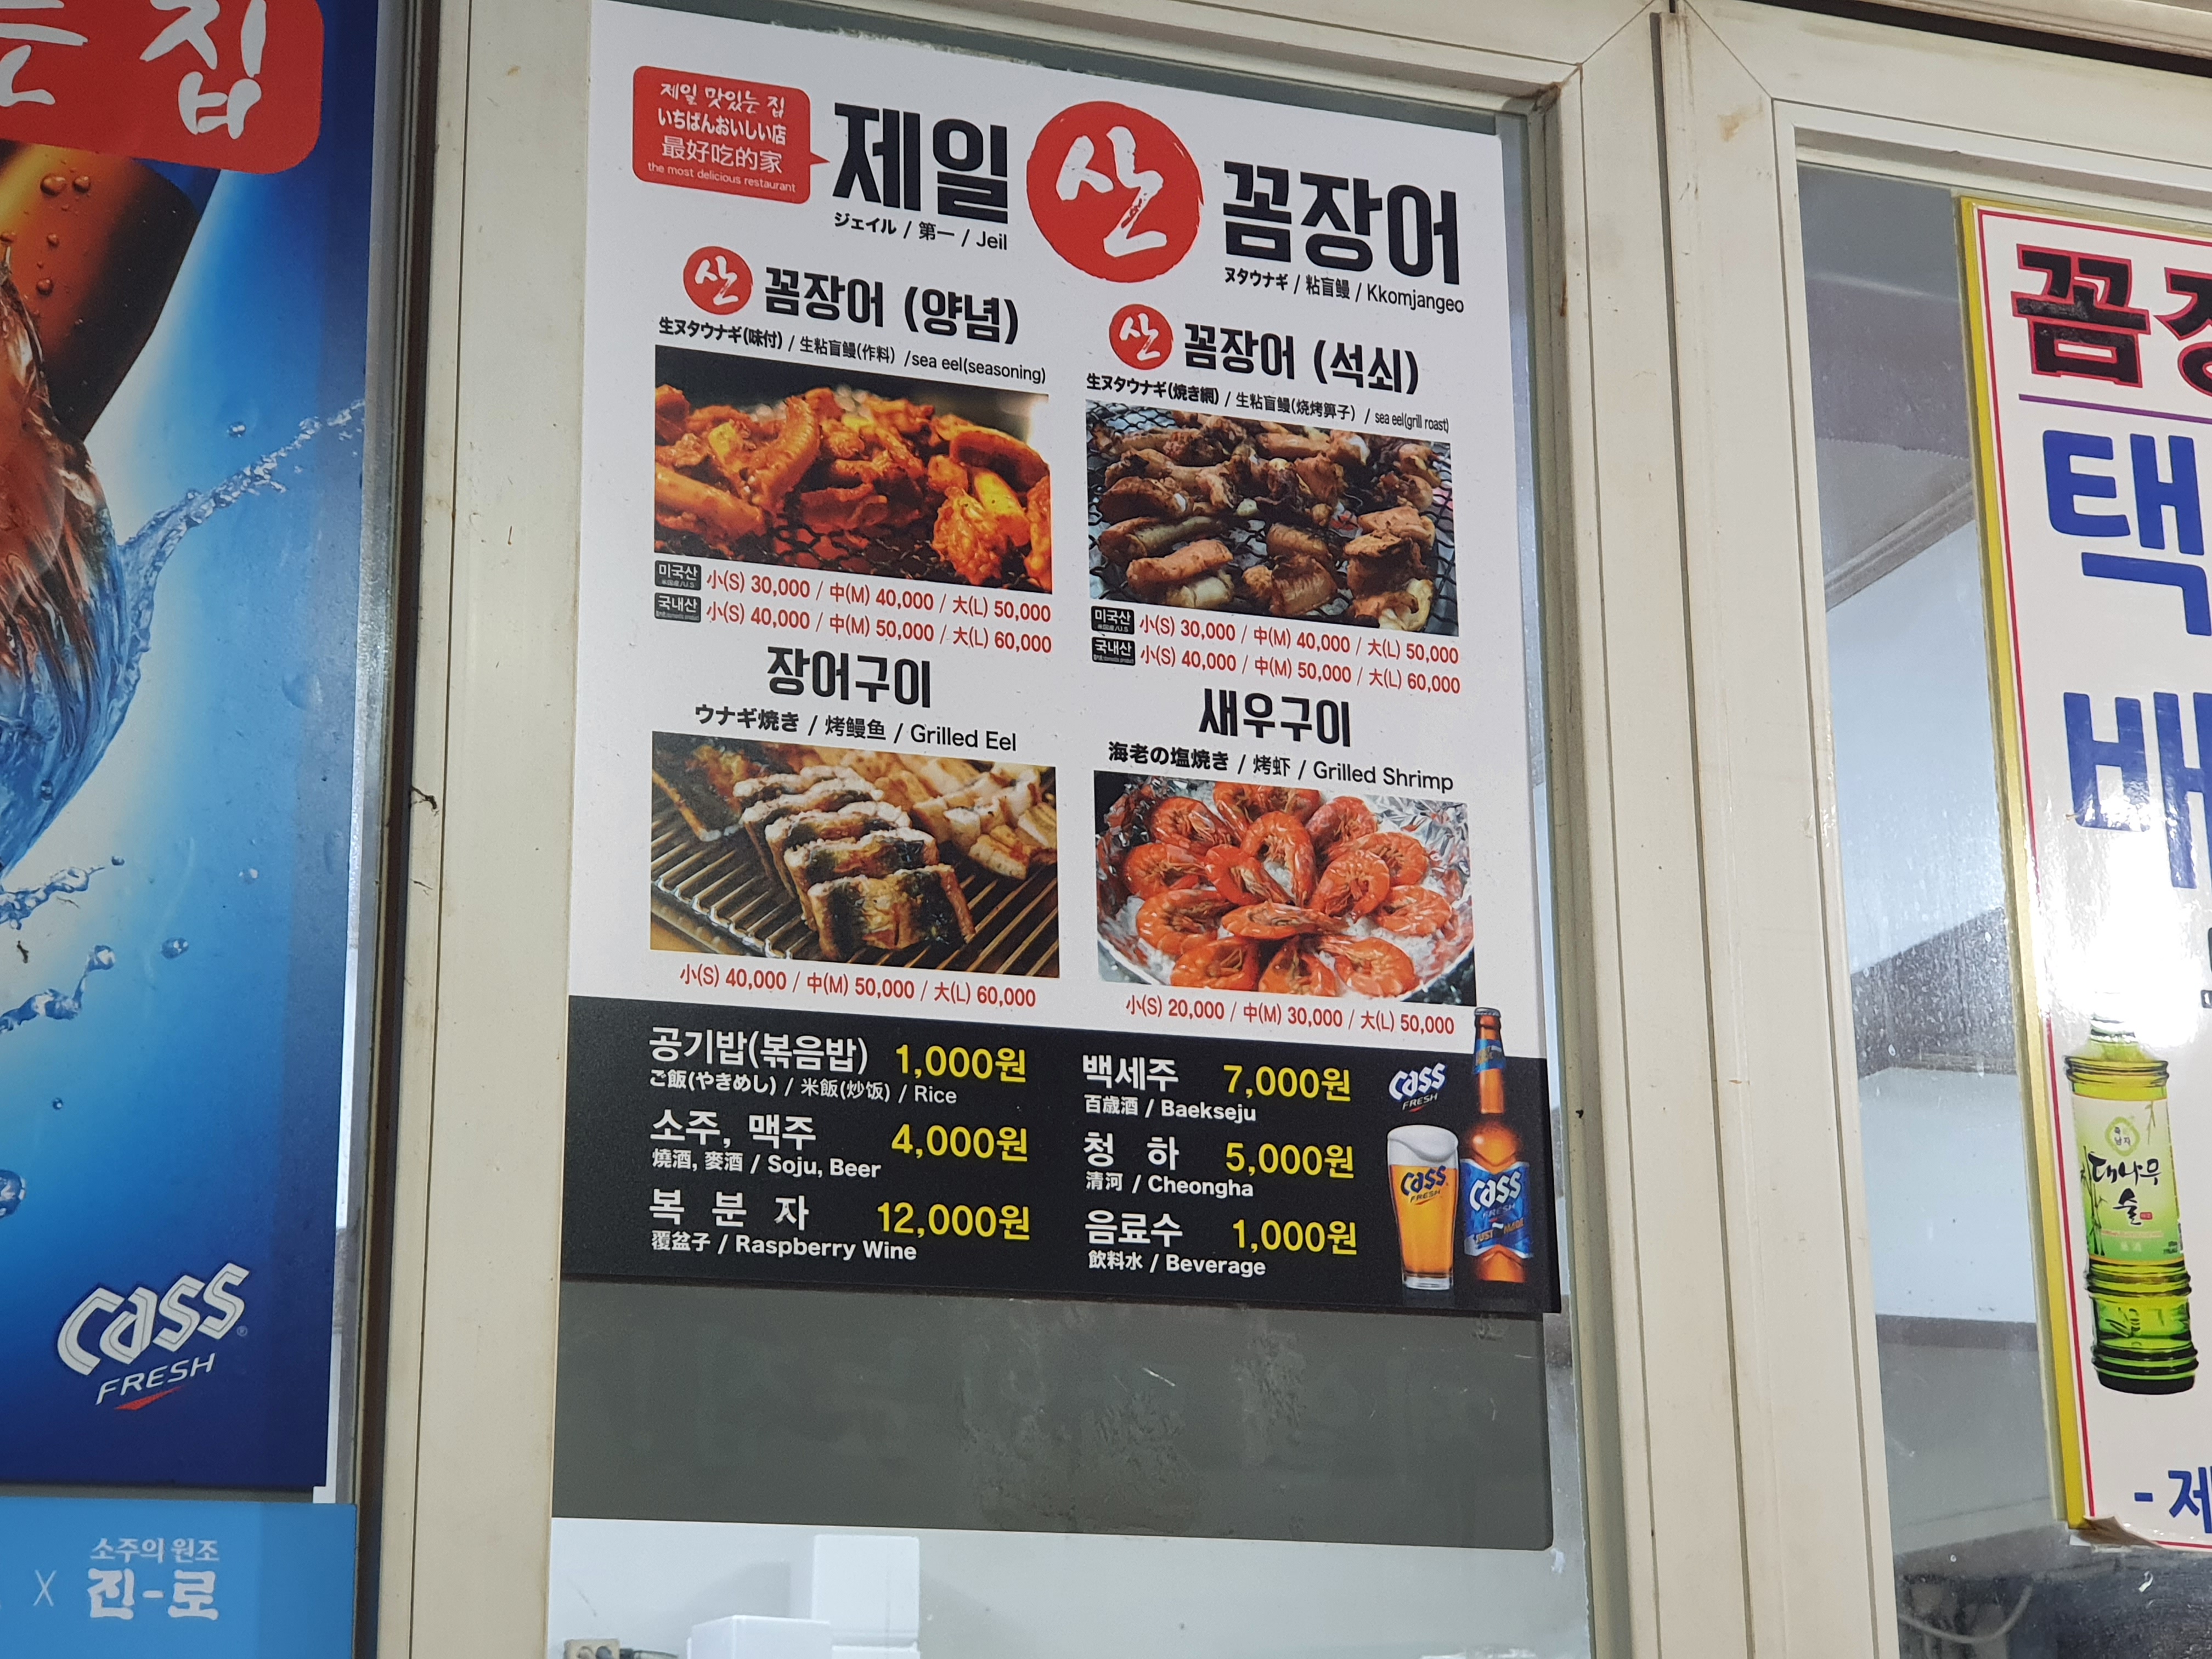 는 집
CASS
FRESH
X
소주의 원조
진-로
제일 맛있는 집
いちばんおいしい店
最好吃的家
the most delicious restaurant
제일 산 꼼장어
ジェイル / 第一 / Jeil
ヌタウナギ / 粘盲鳗 / Kkomjangeo
산 꼼장어 (양념)
生ヌタウナギ(味付) / 生粘盲鳗(作料) /sea eel(seasoning)
미국산 小(S) 30,000 / 中(M) 40,000 / 大(L) 50,000
국내산 小(S) 40,000 / 中(M) 50,000 / 大(L) 60,000
산 꼼장어 (석쇠)
生ヌタウナギ(焼き網) / 生粘盲鳗(烧烤箅子) / sea eel(grill roast)
미국산 小(S) 30,000 / 中(M) 40,000 / 大(L) 50,000
국내산 小(S) 40,000 / 中(M) 50,000 / 大(L) 60,000
장어구이
ウナギ焼き / 烤鳗鱼 / Grilled Eel
小(S) 40,000 / 中(M) 50,000 / 大(L) 60,000
새우구이
海老の塩焼き / 烤虾 / Grilled Shrimp
小(S) 20,000 / 中(M) 30,000 / 大(L) 50,000
공기밥(볶음밥) 1,000원
ご飯(やきめし) / 米飯(炒饭) / Rice
소주, 맥주 4,000원
燒酒, 麥酒 / Soju, Beer
복 분 자 12,000원
覆盆子 / Raspberry Wine
백세주 7,000원
百歳酒 / Baekseju
청 하 5,000원
清河 / Cheongha
음료수 1,000원
飲料水 / Beverage
CASS
FRESH
CASS
FRESH
CASS
FRESH
꼼장
택
배
대나무
술
- 제